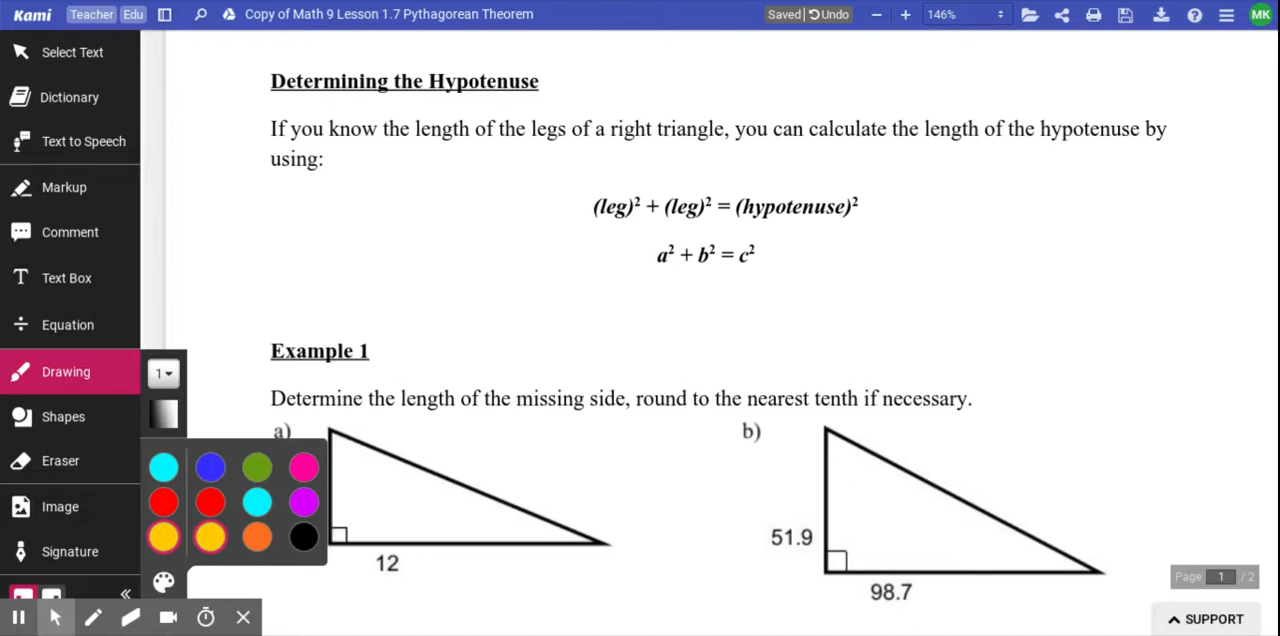 Kami Teacher Edu Copy of Math 9 Lesson 1.7 Pythagorean Theorem Saved Undo − + 146% MK
Select Text
Dictionary
Text to Speech
Markup
Comment
Text Box
Equation
Drawing
Shapes
Eraser
Image
Signature
1
Determining the Hypotenuse
If you know the length of the legs of a right triangle, you can calculate the length of the hypotenuse by
using:
(leg)² + (leg)² = (hypotenuse)²
a² + b² = c²
Example 1
Determine the length of the missing side, round to the nearest tenth if necessary.
a) b)
51.9
12
98.7
Page 1 / 2
SUPPORT